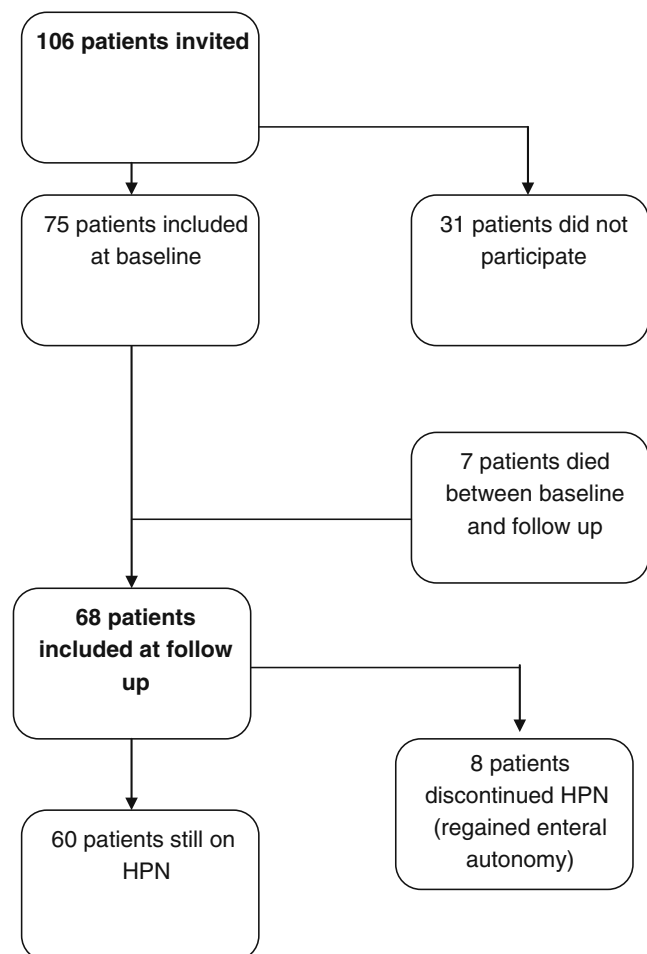 106 patients invited
75 patients included
at baseline
31 patients did not
participate
7 patients died
between baseline
and follow up
68 patients
included at follow
up
8 patients
discontinued HPN
(regained enteral
autonomy)
60 patients still on
HPN